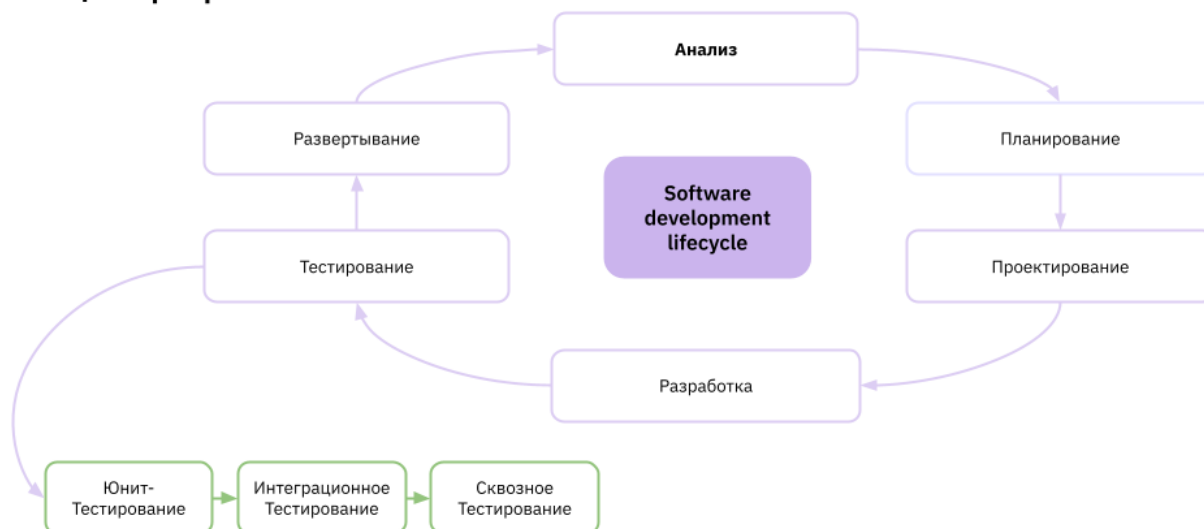 Анализ
Развертывание
Планирование
Software
development
lifecycle
Тестирование
Проектирование
Разработка
Юнит-
Тестирование
Интеграционное
Тестирование
Сквозное
Тестирование